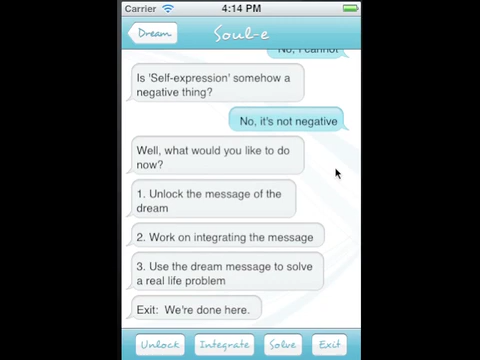 Carrier 4:14 PM
Dream Soul-e
No, I cannot
Is 'Self-expression' somehow a
negative thing?
No, it's not negative
Well, what would you like to do
now?
1. Unlock the message of the
dream
2. Work on integrating the message
3. Use the dream message to solve
a real life problem
Exit: We're done here.
Unlock Integrate Solve Exit